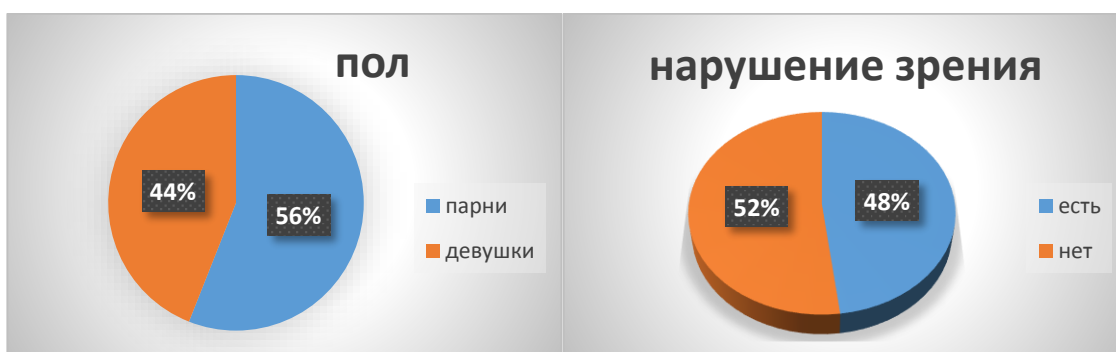 пол
44%
56%
парни
девушки
нарушение зрения
52%
48%
есть
нет